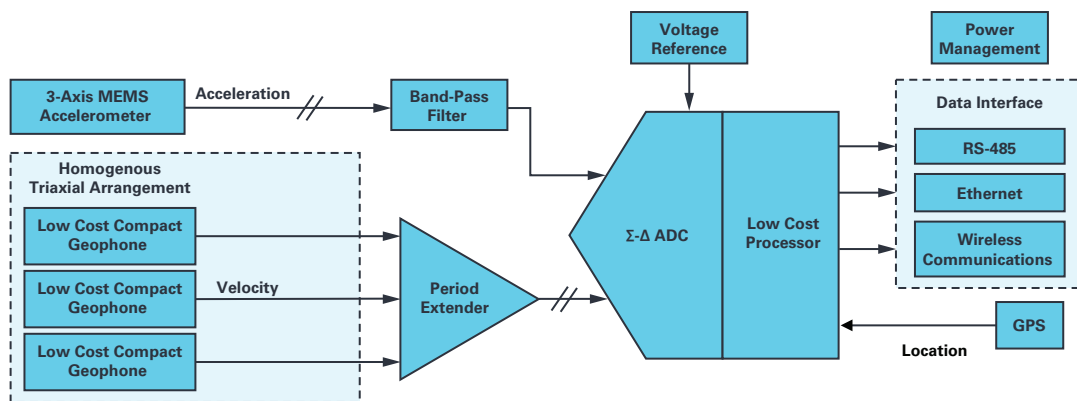 Voltage
Reference
Power
Management
3-Axis MEMS
Accelerometer
Acceleration
Band-Pass
Filter
Data Interface
RS-485
Ethernet
Wireless
Communications
Homogenous
Triaxial Arrangement
Low Cost Compact
Geophone
Low Cost Compact
Geophone
Low Cost Compact
Geophone
Velocity
Period
Extender
Σ-Δ ADC
Low Cost
Processor
GPS
Location